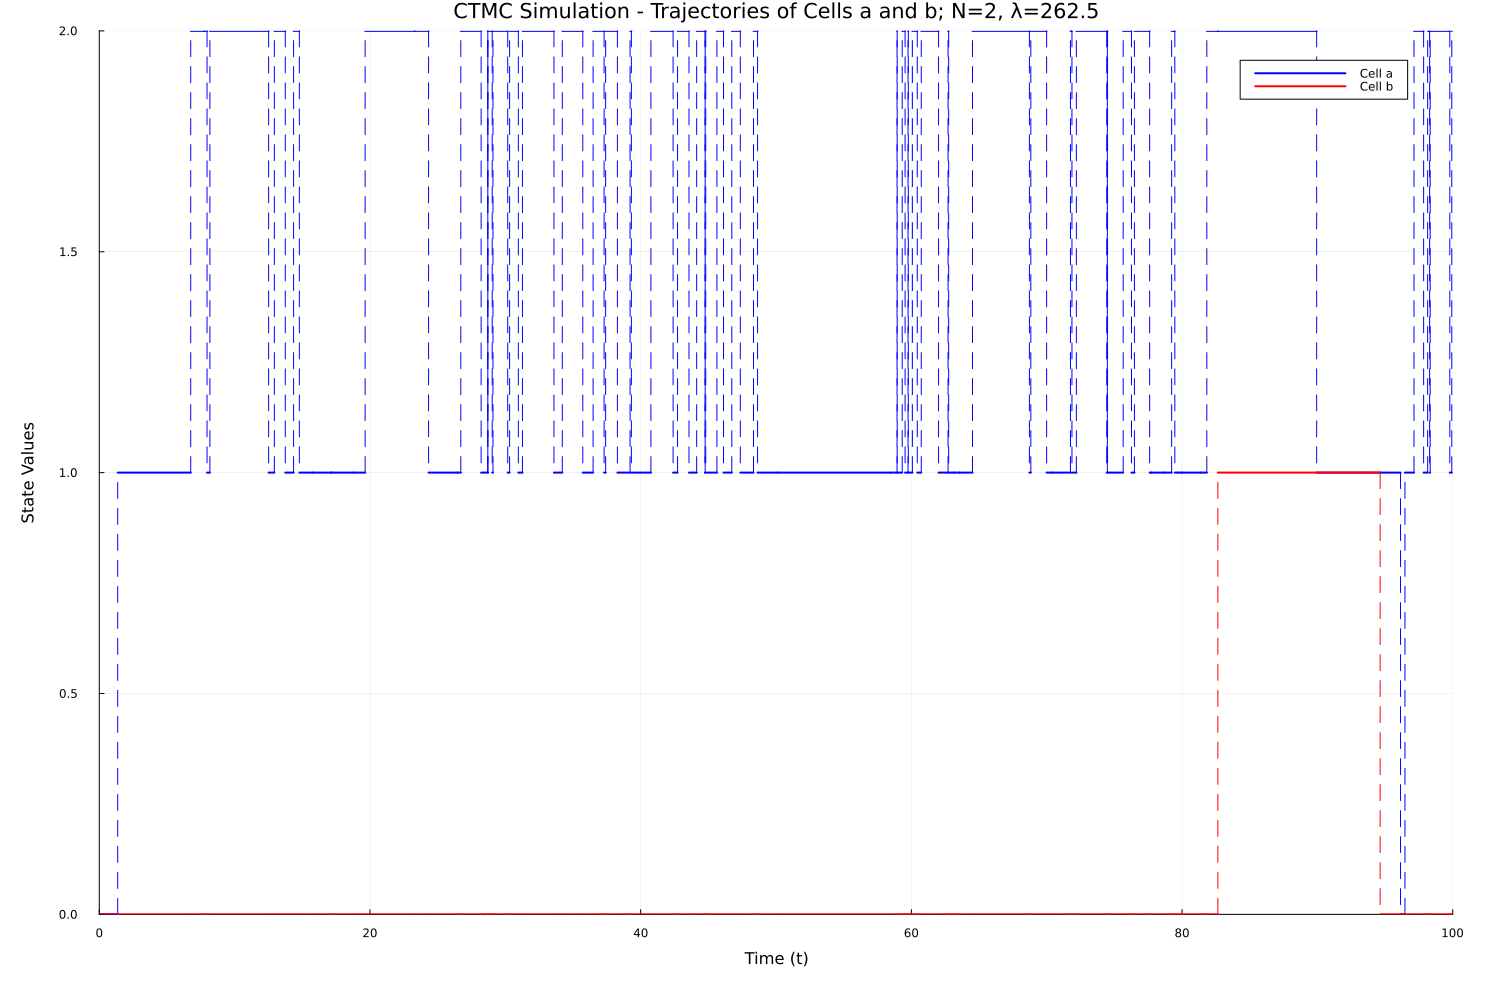 CTMC Simulation - Trajectories of Cells a and b; N=2, λ=262.5
2.0
1.5
1.0
0.5
0.0
State Values
Cell a
Cell b
0 20 40 60 80 100
Time (t)